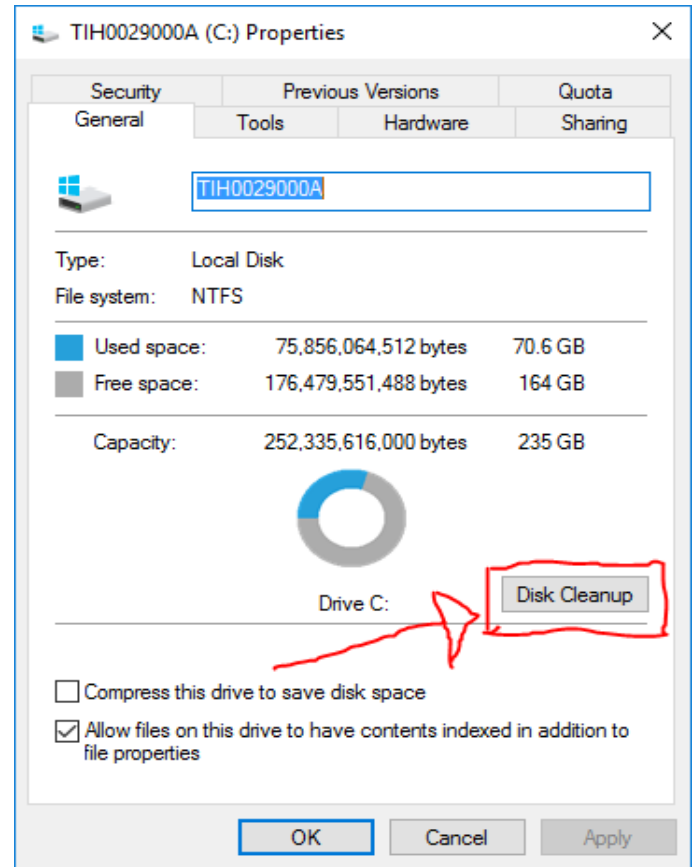 TIH0029000A (C:) Properties
Security Previous Versions Quota
General Tools Hardware Sharing
TIH0029000A
Type: Local Disk
File system: NTFS
Used space: 75,856,064,512 bytes 70.6 GB
Free space: 176,479,551,488 bytes 164 GB
Capacity: 252,335,616,000 bytes 235 GB
Drive C: Disk Cleanup
Compress this drive to save disk space
Allow files on this drive to have contents indexed in addition to
file properties
OK Cancel Apply